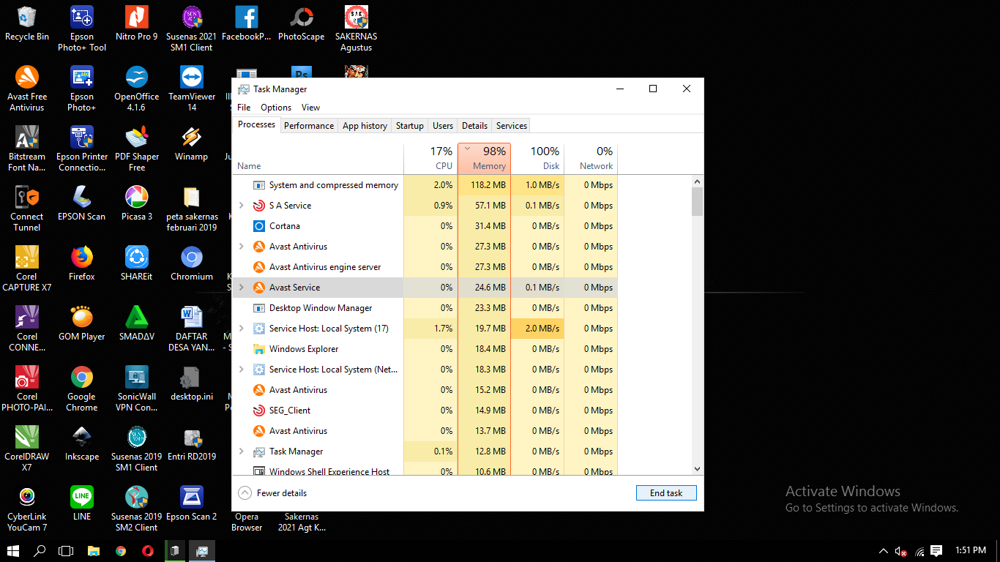 Recycle Bin
Epson
Photo+ Tool
Nitro Pro 9
Susenas 2021
SM1 Client
FacebookP...
PhotoScape
SAKERNAS
Agustus
Avast Free
Antivirus
Epson
Photo+
OpenOffice
4.1.6
TeamViewer
14
Bitstream
Font Na...
Epson Printer
Connectio...
PDF Shaper
Free
Winamp
Connect
Tunnel
EPSON Scan
Picasa 3
peta sakernas
februari 2019
Corel
CAPTURE X7
Firefox
SHAREit
Chromium
Corel
CONNE...
GOM Player
SMADΔV
DAFTAR
DESA YAN...
Corel
PHOTO-PAI...
Google
Chrome
SonicWall
VPN Con...
desktop.ini
CorelDRAW
X7
Inkscape
Susenas 2019
SM1 Client
Entri RD2019
CyberLink
YouCam 7
LINE
Susenas 2019
SM2 Client
Epson Scan 2
Opera
Browser
Sakernas
2021 Agt K...
Task Manager
File Options View
Processes Performance App history Startup Users Details Services
17% 98% 100% 0%
Name CPU Memory Disk Network
System and compressed memory 2.0% 118.2 MB 1.0 MB/s 0 Mbps
S A Service 0.9% 57.1 MB 0.1 MB/s 0 Mbps
Cortana 0% 31.4 MB 0 MB/s 0 Mbps
Avast Antivirus 0% 27.3 MB 0 MB/s 0 Mbps
Avast Antivirus engine server 0% 27.3 MB 0 MB/s 0 Mbps
Avast Service 0% 24.6 MB 0.1 MB/s 0 Mbps
Desktop Window Manager 0% 23.3 MB 0 MB/s 0 Mbps
Service Host: Local System (17) 1.7% 19.7 MB 2.0 MB/s 0 Mbps
Windows Explorer 0% 18.4 MB 0 MB/s 0 Mbps
Service Host: Local System (Net... 0% 18.3 MB 0 MB/s 0 Mbps
Avast Antivirus 0% 15.2 MB 0 MB/s 0 Mbps
SEG_Client 0% 14.9 MB 0 MB/s 0 Mbps
Avast Antivirus 0% 13.7 MB 0 MB/s 0 Mbps
Task Manager 0.1% 12.8 MB 0 MB/s 0 Mbps
Windows Shell Experience Host 0% 10.6 MB 0 MB/s 0 Mbps
Fewer details
End task
Activate Windows
Go to Settings to activate Windows.
1:51 PM